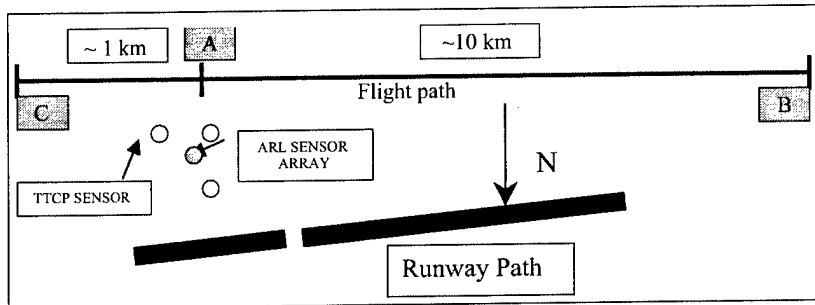 ~ 1 km
A
~10 km
Flight path
C
B
ARL SENSOR
ARRAY
N
TTCP SENSOR
Runway Path